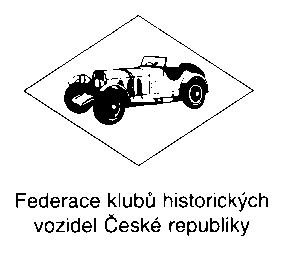 Federace klubů historických
vozidel České republiky